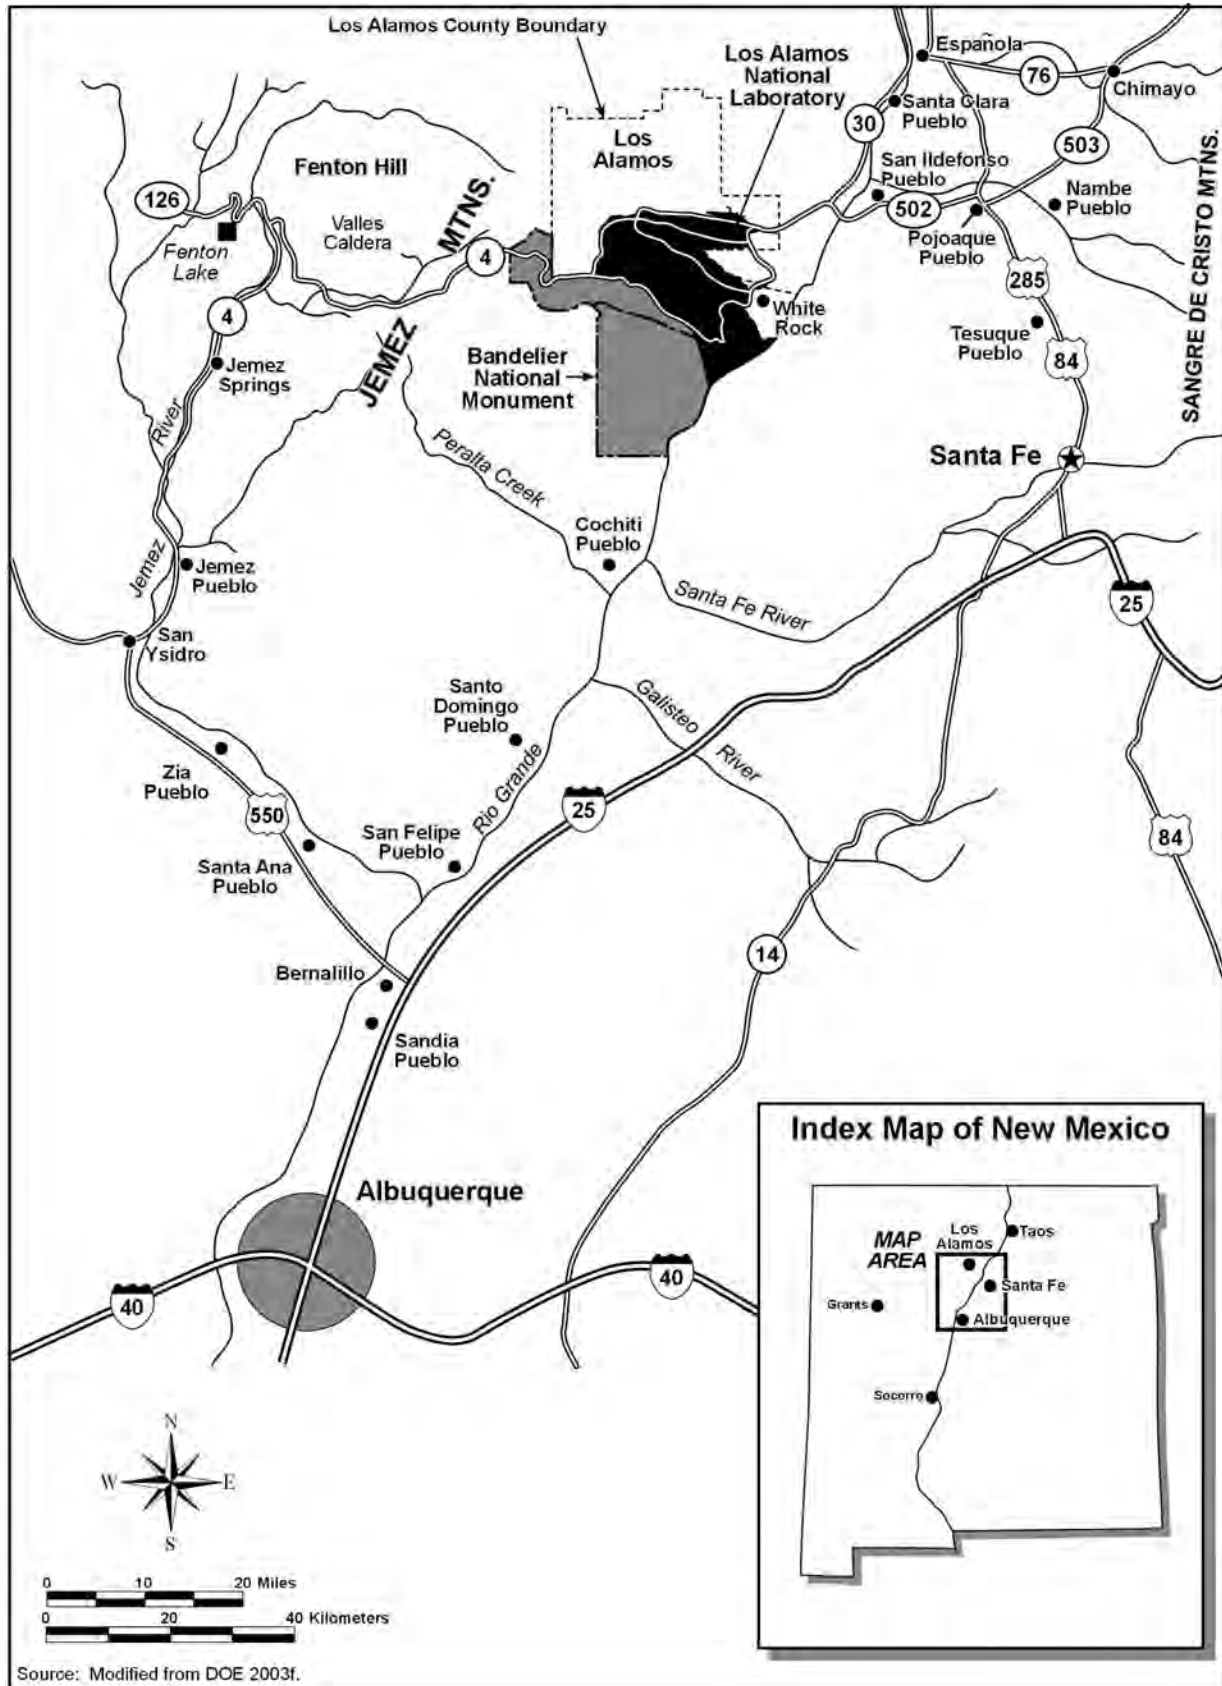 Los Alamos County Boundary
Los Alamos
National
Laboratory
Española
76
Chimayo
Santa Clara
Pueblo
30
Los
Alamos
503
San Ildefonso
Pueblo
Fenton Hill
126
MTNS.
502
Nambe
Pueblo
Valles
Caldera
Fenton
Lake
4
Pojoaque
Pueblo
SANGRE DE CRISTO MTNS.
285
White
Rock
4
Tesuque
Pueblo
84
JEMEZ
Jemez
Springs
Bandelier
National
Monument
River
Peralta Creek
Santa Fe
Cochiti
Pueblo
Jemez
Jemez
Pueblo
Santa Fe River
25
San
Ysidro
Santo
Domingo
Pueblo
Galisteo
River
Rio Grande
Zia
Pueblo
550
25
San Felipe
Pueblo
84
Santa Ana
Pueblo
14
Bernalillo
Sandia
Pueblo
Albuquerque
40
40
Index Map of New Mexico
MAP
AREA
Los
Alamos
Taos
Santa Fe
Grants
Albuquerque
Socorro
N
W
E
S
0 10 20 Miles
0 20 40 Kilometers
Source: Modified from DOE 2003f.